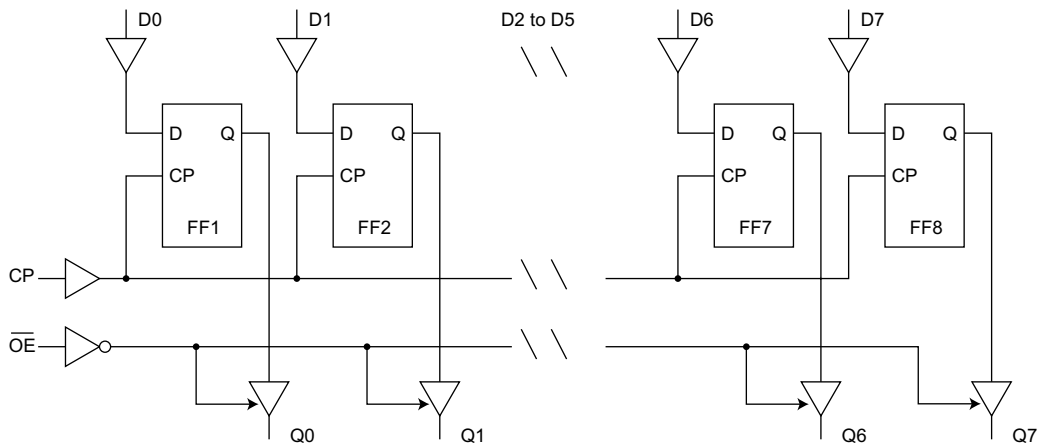 D0 D1 D2 to D5 D6 D7
D Q D Q D Q D Q
CP CP CP CP
FF1 FF2 FF7 FF8
CP
O̅E̅
Q0 Q1 Q6 Q7